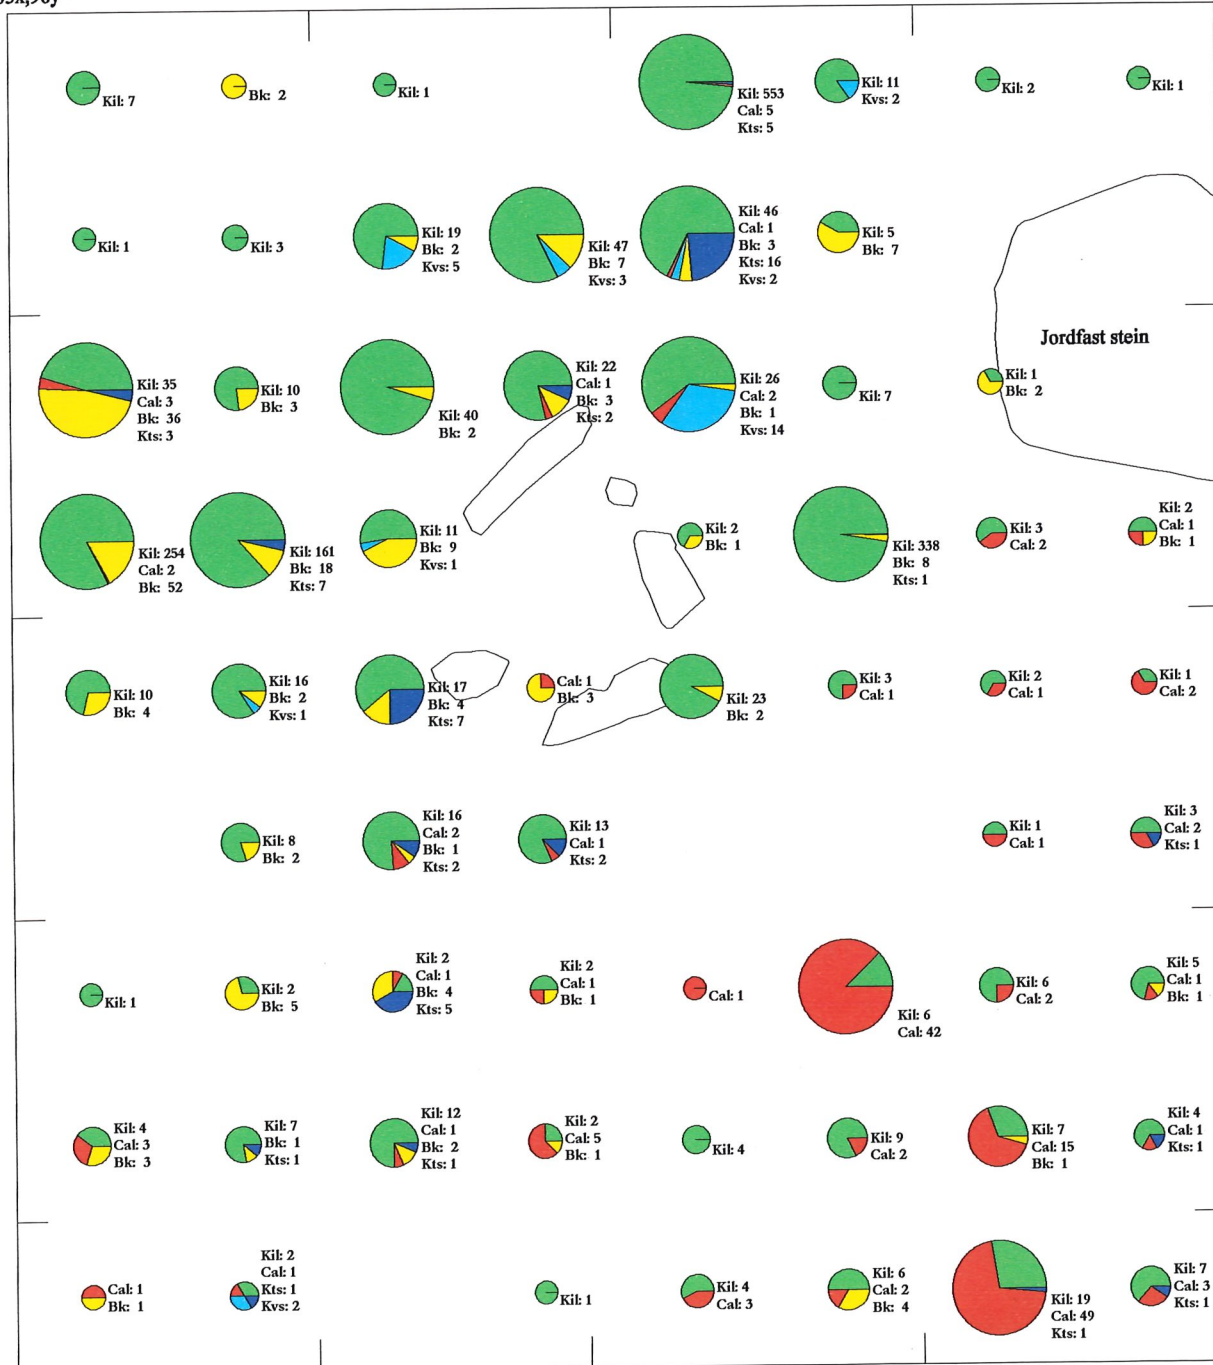 Kil: 7
Bk: 2
Kil: 1
Kil: 553
Cal: 5
Kts: 5
Kil: 11
Kvs: 2
Kil: 2
Kil: 1
Kil: 1
Kil: 3
Kil: 19
Bk: 2
Kvs: 5
Kil: 47
Bk: 7
Kvs: 3
Kil: 46
Cal: 1
Bk: 3
Kts: 16
Kvs: 2
Kil: 5
Bk: 7
Jordfast stein
Kil: 35
Cal: 3
Bk: 36
Kts: 3
Kil: 10
Bk: 3
Kil: 40
Bk: 2
Kil: 22
Cal: 1
Bk: 3
Kts: 2
Kil: 26
Cal: 2
Bk: 1
Kvs: 14
Kil: 7
Kil: 1
Bk: 2
Kil: 254
Cal: 2
Bk: 52
Kil: 161
Bk: 18
Kts: 7
Kil: 11
Bk: 9
Kvs: 1
Kil: 2
Bk: 1
Kil: 338
Bk: 8
Kts: 1
Kil: 3
Cal: 2
Kil: 2
Cal: 1
Bk: 1
Kil: 10
Bk: 4
Kil: 16
Bk: 2
Kvs: 1
Kil: 17
Bk: 4
Kts: 7
Cal: 1
Bk: 3
Kil: 23
Bk: 2
Kil: 3
Cal: 1
Kil: 2
Cal: 1
Kil: 1
Cal: 2
Kil: 8
Bk: 2
Kil: 16
Cal: 2
Bk: 1
Kts: 2
Kil: 13
Cal: 1
Kts: 2
Kil: 1
Cal: 1
Kil: 3
Cal: 2
Kts: 1
Kil: 1
Kil: 2
Bk: 5
Kil: 2
Cal: 1
Bk: 4
Kts: 5
Kil: 2
Cal: 1
Bk: 1
Cal: 1
Kil: 6
Cal: 42
Kil: 6
Cal: 2
Kil: 5
Cal: 1
Bk: 1
Kil: 4
Cal: 3
Bk: 3
Kil: 7
Bk: 1
Kts: 1
Kil: 12
Cal: 1
Bk: 2
Kts: 1
Kil: 2
Cal: 5
Bk: 1
Kil: 4
Kil: 9
Cal: 2
Kil: 7
Cal: 15
Bk: 1
Kil: 4
Cal: 1
Kts: 1
Cal: 1
Bk: 1
Kil: 2
Cal: 1
Kts: 1
Kvs: 2
Kil: 1
Kil: 4
Cal: 3
Kil: 6
Cal: 2
Bk: 4
Kil: 19
Cal: 49
Kts: 1
Kil: 7
Cal: 3
Kts: 1